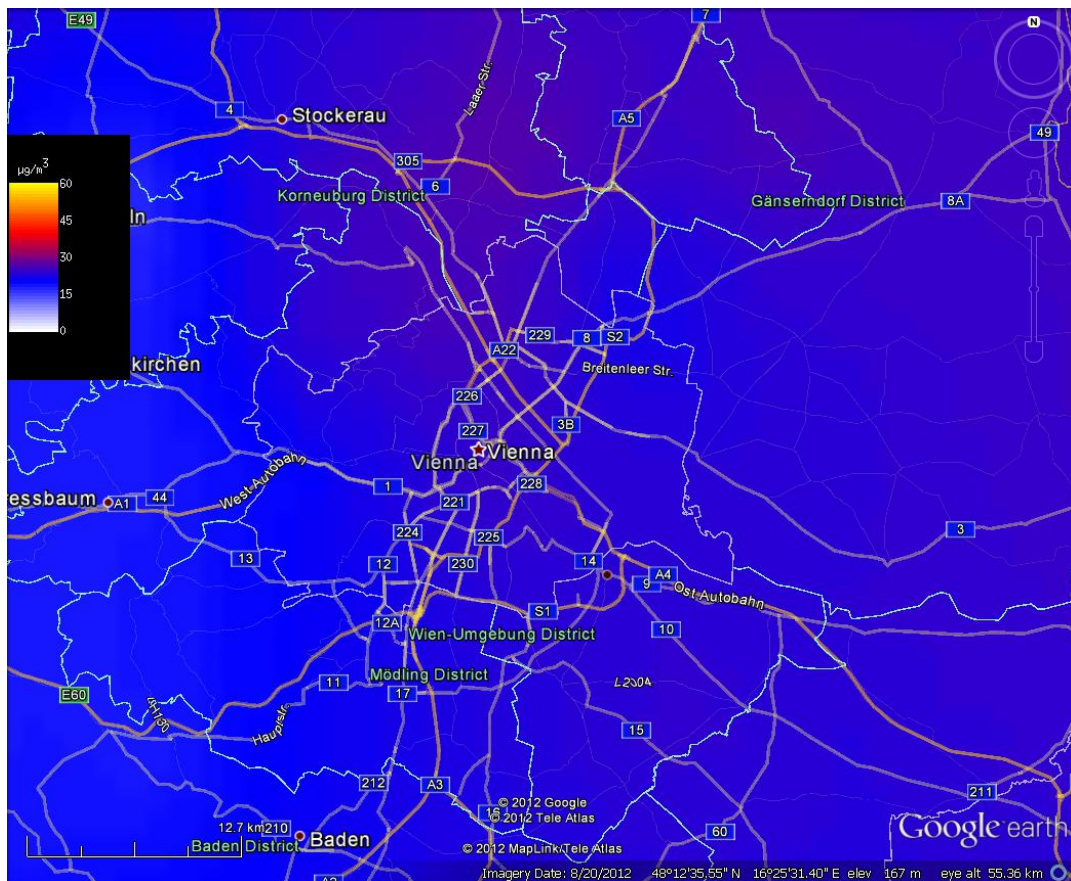 E49
7
N
Laaer Str.
4
Stockerau
A5
49
µg/m³
305
6
60
Korneuburg District
Gänserndorf District
8A
ln
45
30
15
229
8
S2
0
A22
kirchen
Breitenleer Str.
226
3B
227
Vienna
Vienna
West Autobahn
1
228
ressbaum
A1
44
221
3
224
225
13
12
230
14
A4
9
Ost Autobahn
S1
12A
Wien-Umgebung District
10
Mödling District
11
17
E60
Hauptstr.
15
212
A3
211
© 2012 Google
16
12.7 km
210
© 2012 Tele Atlas
Google earth
60
Baden
Baden District
© 2012 MapLink/Tele Atlas
Imagery Date: 8/20/2012 48°12'35.55" N 16°25'31.40" E elev 167 m eye alt 55.36 km